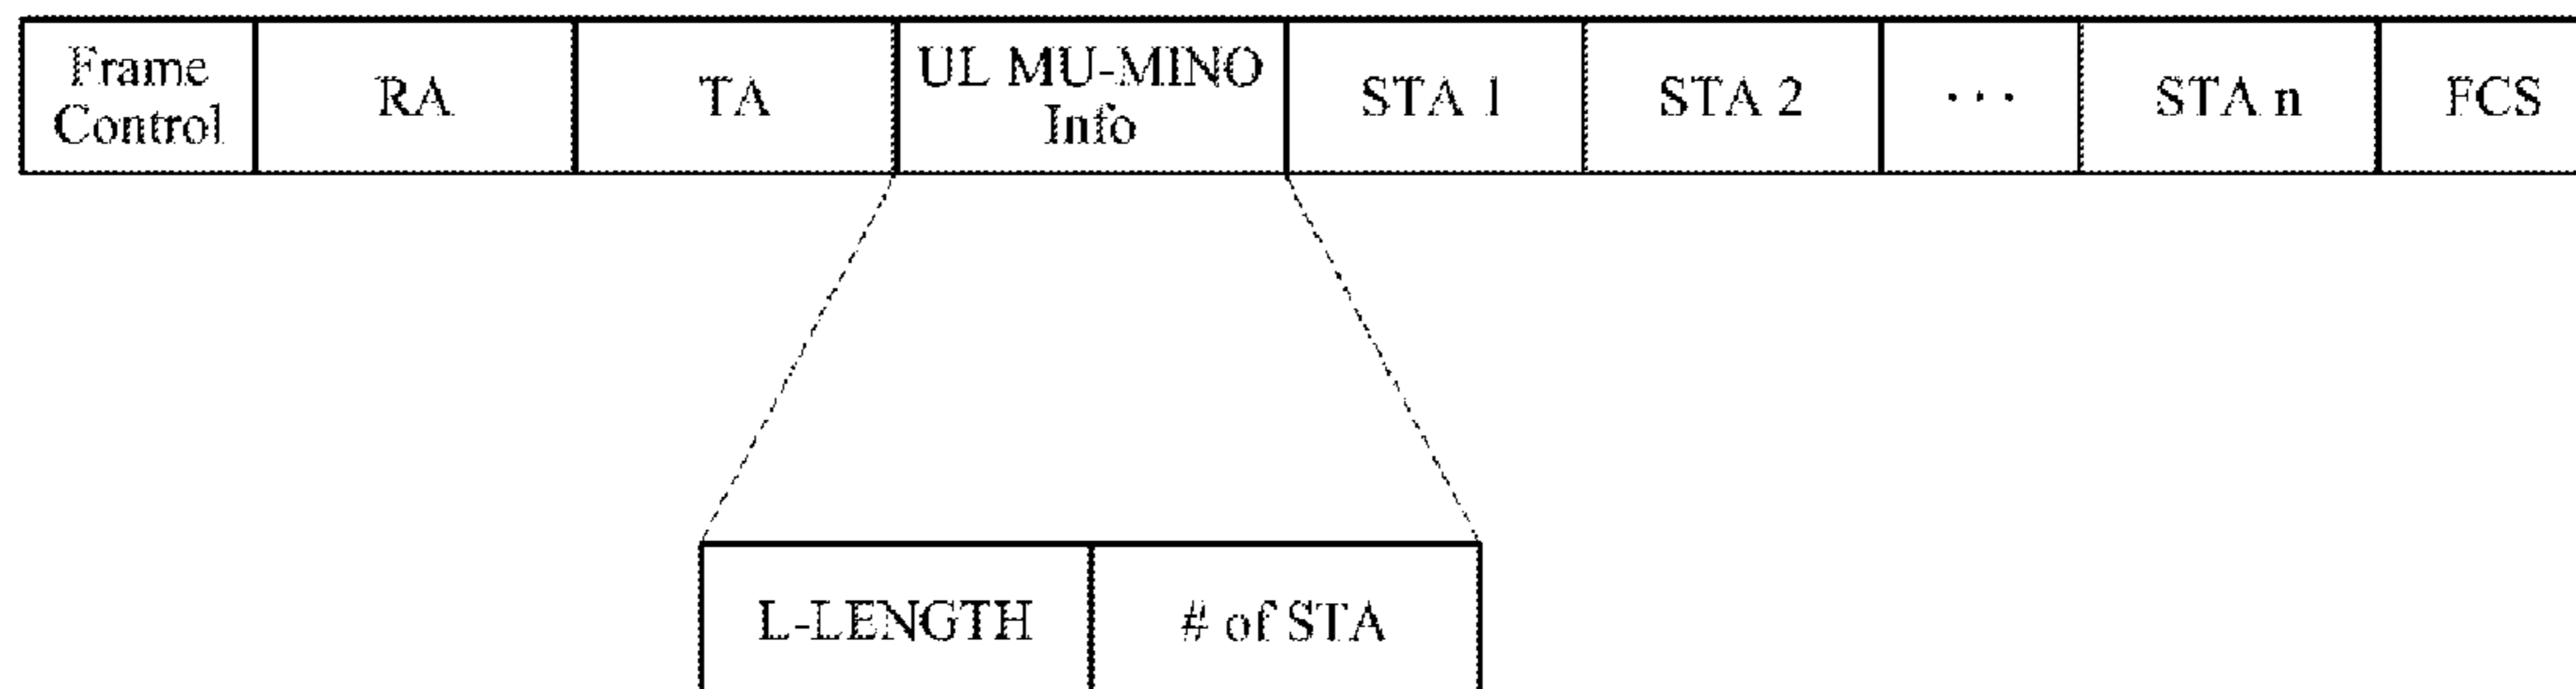 Frame Control
RA
TA
UL MU-MINO Info
STA 1
STA 2
...
STA n
FCS
L-LENGTH
# of STA